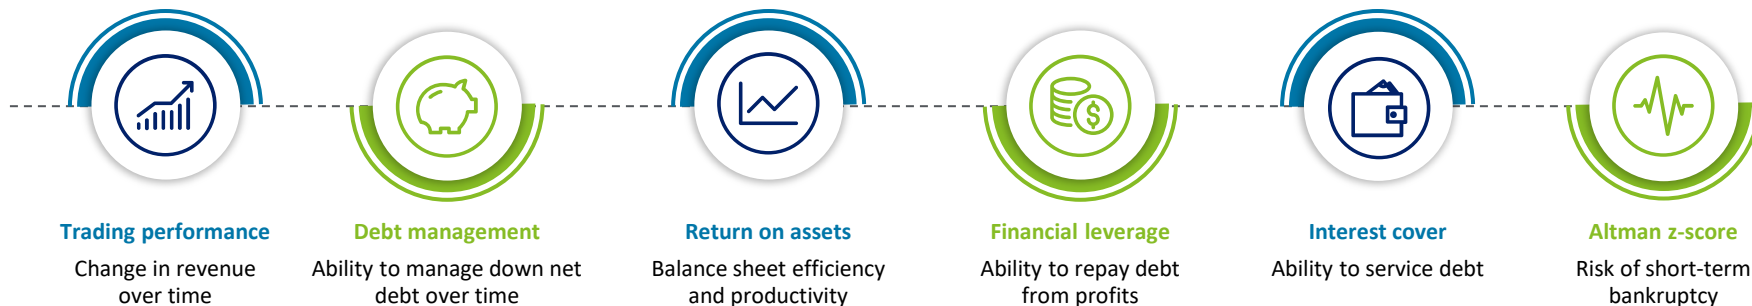 $
Trading performance
Change in revenue
over time
Debt management
Ability to manage down net
debt over time
Return on assets
Balance sheet efficiency
and productivity
Financial leverage
Ability to repay debt
from profits
Interest cover
Ability to service debt
Altman z-score
Risk of short-term
bankruptcy